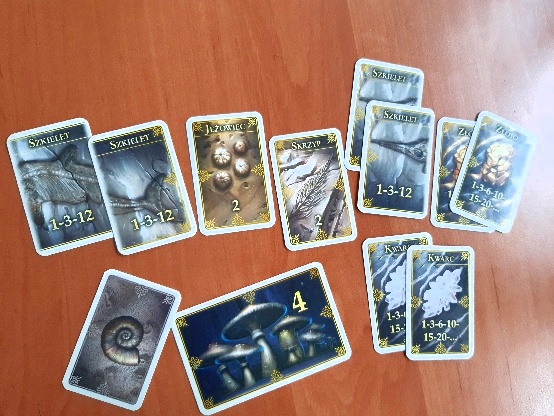 Szkielet
1-3-12
Szkielet
1-3-12
Jeżowiec
2
Skrzyp
2
Szkielet
Szkielet
1-3-12
Złoto
1-3-6-10-
15-20-...
Kwarc
1-3-6-10-
15-20-...
4